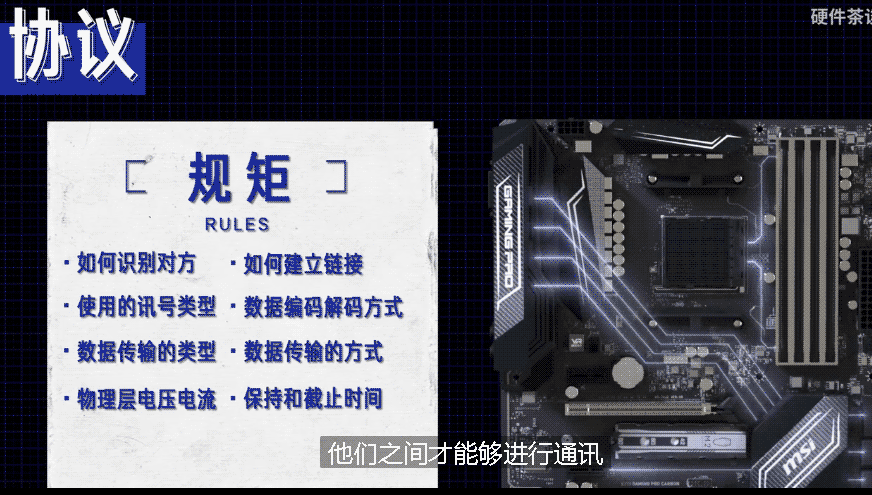 协议
硬件茶
规矩
RULES
·如何识别对方 ·如何建立链接
·使用的讯号类型 ·数据编码解码方式
·数据传输的类型 ·数据传输的方式
·物理层电压电流 ·保持和截止时间
GAMING PRO
msi
他们之间才能够进行通讯